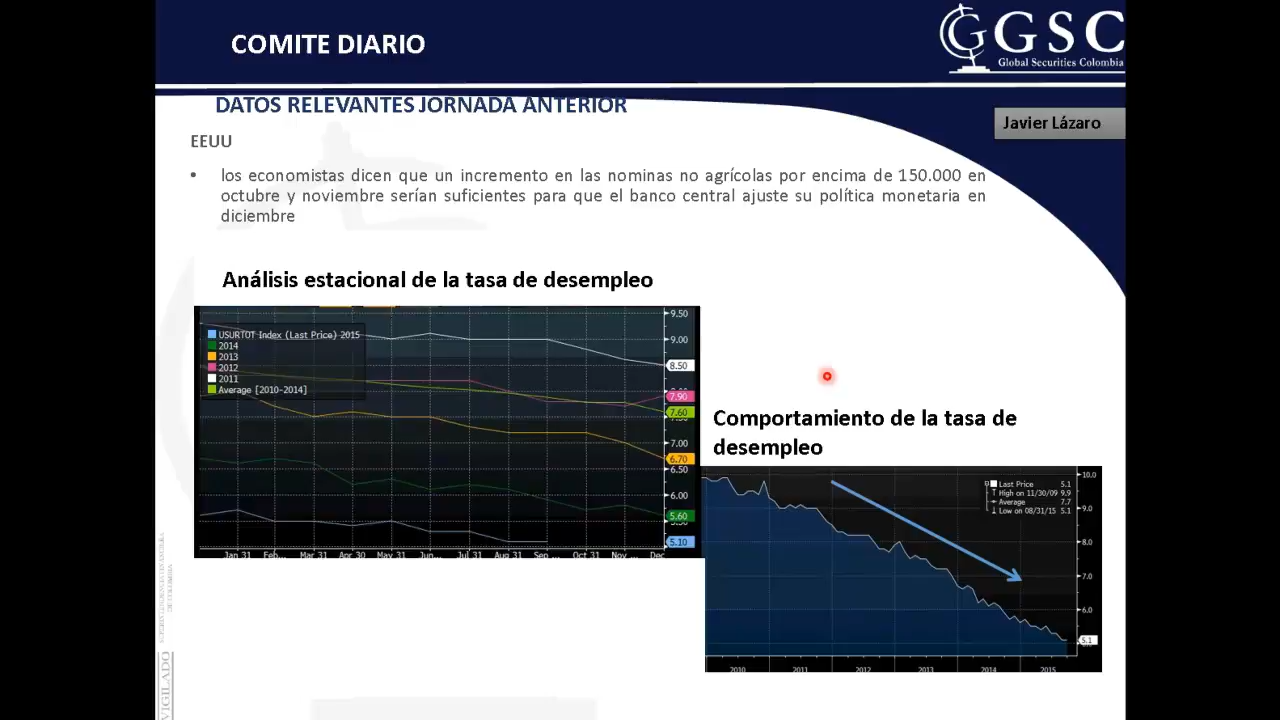 COMITE DIARIO
GGSC
Global Securities Colombia
DATOS RELEVANTES JORNADA ANTERIOR
Javier Lázaro
EEUU
• los economistas dicen que un incremento en las nominas no agrícolas por encima de 150.000 en
octubre y noviembre serían suficientes para que el banco central ajuste su política monetaria en
diciembre
Análisis estacional de la tasa de desempleo
USURTOT Index (Last Price) 2015
2014
2013
2012
2011
Average [2010-2014]
9.50
9.00
8.50
7.90
7.60
7.00
6.70
6.50
6.00
5.60
5.10
Jan 31 Feb... Mar 31 Apr 30 May 31 Jun... Jul 31 Aug 31 Sep ... Oct 31 Nov ... Dec
Comportamiento de la tasa de
desempleo
Last Price 5.1
High on 11/30/09 9.9
Average 7.7
Low on 08/31/15 5.1
10.0
9.0
8.0
7.0
6.0
5.1
2010 2011 2012 2013 2014 2015
VIGILADO